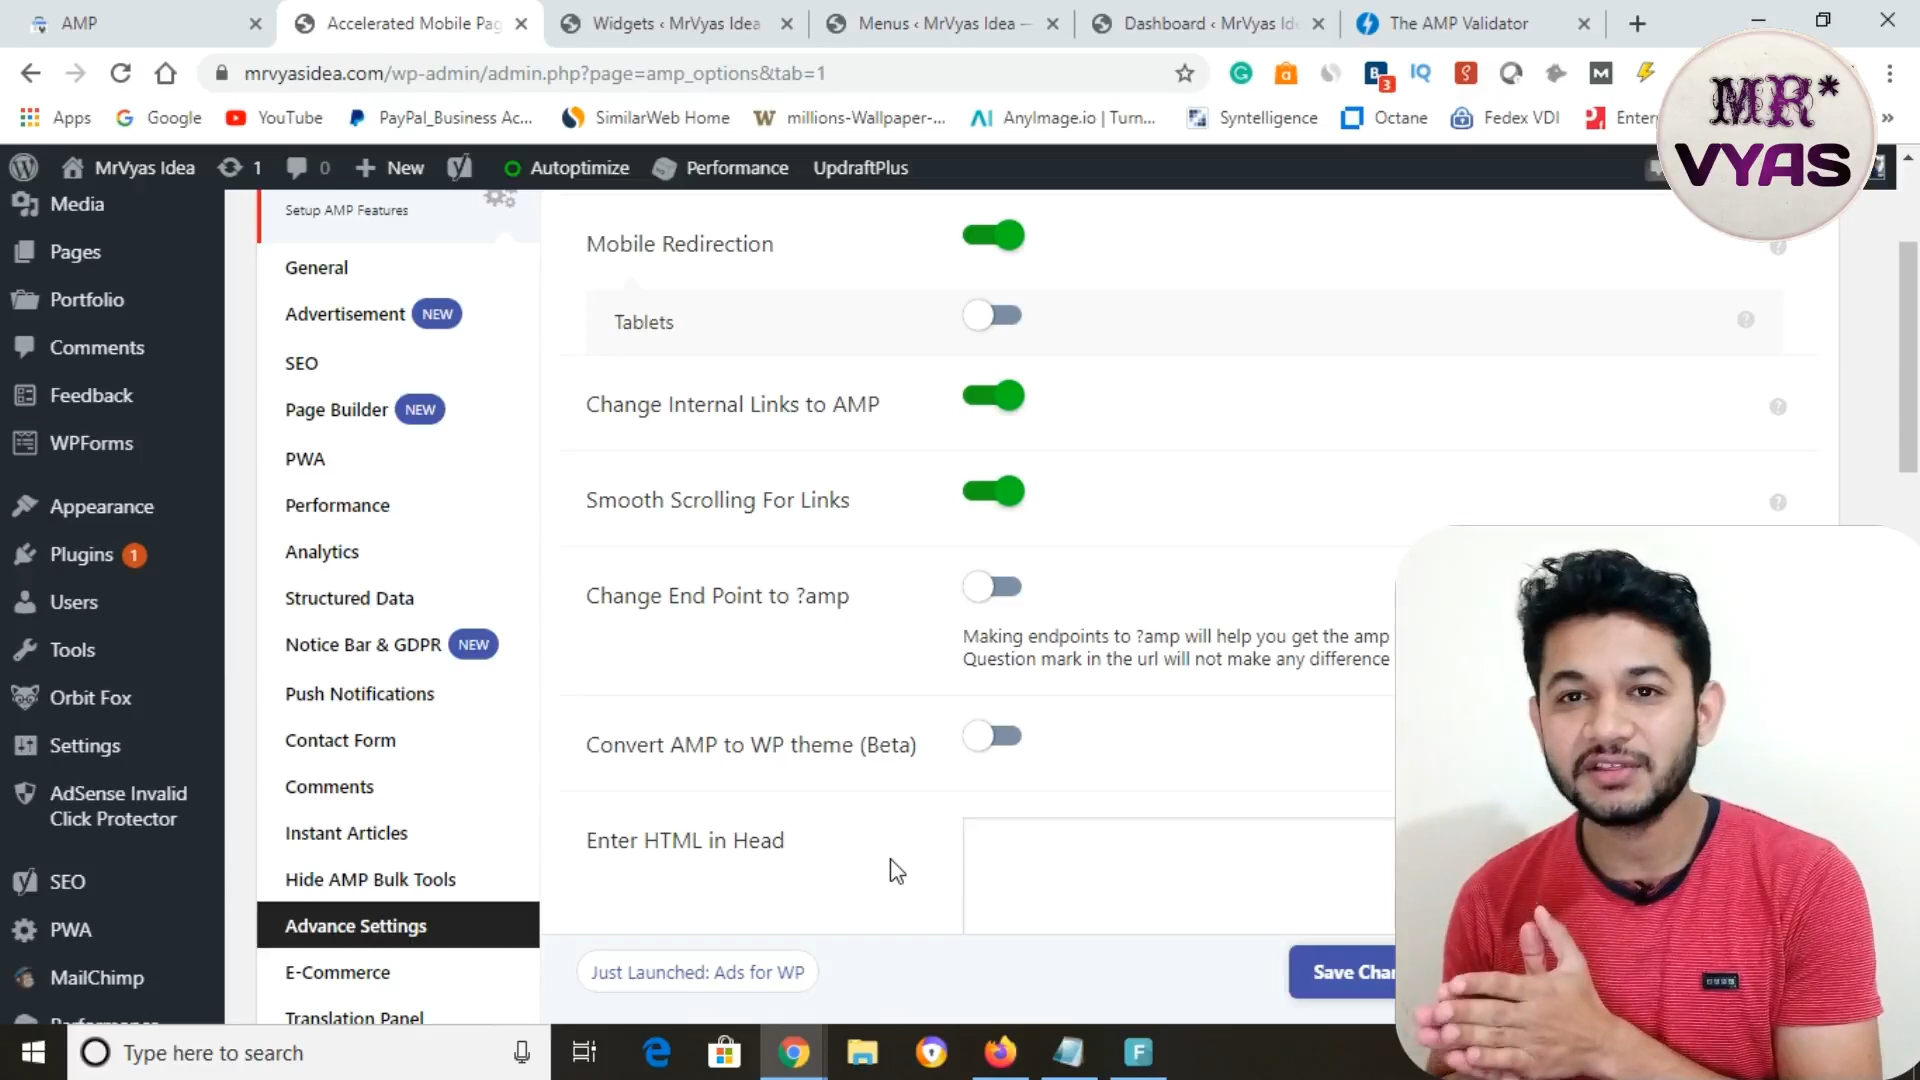 AMP
Accelerated Mobile Pag
Widgets ‹ MrVyas Idea
Menus ‹ MrVyas Idea —
Dashboard ‹ MrVyas Id
The AMP Validator
mrvyasidea.com/wp-admin/admin.php?page=amp_options&tab=1
3
IQ
M
Apps
Google
YouTube
PayPal_Business Ac...
SimilarWeb Home
millions-Wallpaper-...
AnyImage.io | Turn...
Syntelligence
Octane
Fedex VDI
Enter
MR*
VYAS
MrVyas Idea
1
0
New
Autoptimize
Performance
UpdraftPlus
Media
Pages
Portfolio
Comments
Feedback
WPForms
Appearance
Plugins 1
Users
Tools
Orbit Fox
Settings
AdSense Invalid
Click Protector
SEO
PWA
MailChimp
Performance
Setup AMP Features
General
Advertisement NEW
SEO
Page Builder NEW
PWA
Performance
Analytics
Structured Data
Notice Bar & GDPR NEW
Push Notifications
Contact Form
Comments
Instant Articles
Hide AMP Bulk Tools
Advance Settings
E-Commerce
Translation Panel
Mobile Redirection
Tablets
Change Internal Links to AMP
Smooth Scrolling For Links
Change End Point to ?amp
Making endpoints to ?amp will help you get the amp
Question mark in the url will not make any difference
Convert AMP to WP theme (Beta)
Enter HTML in Head
Just Launched: Ads for WP
Save Chan
Type here to search
F